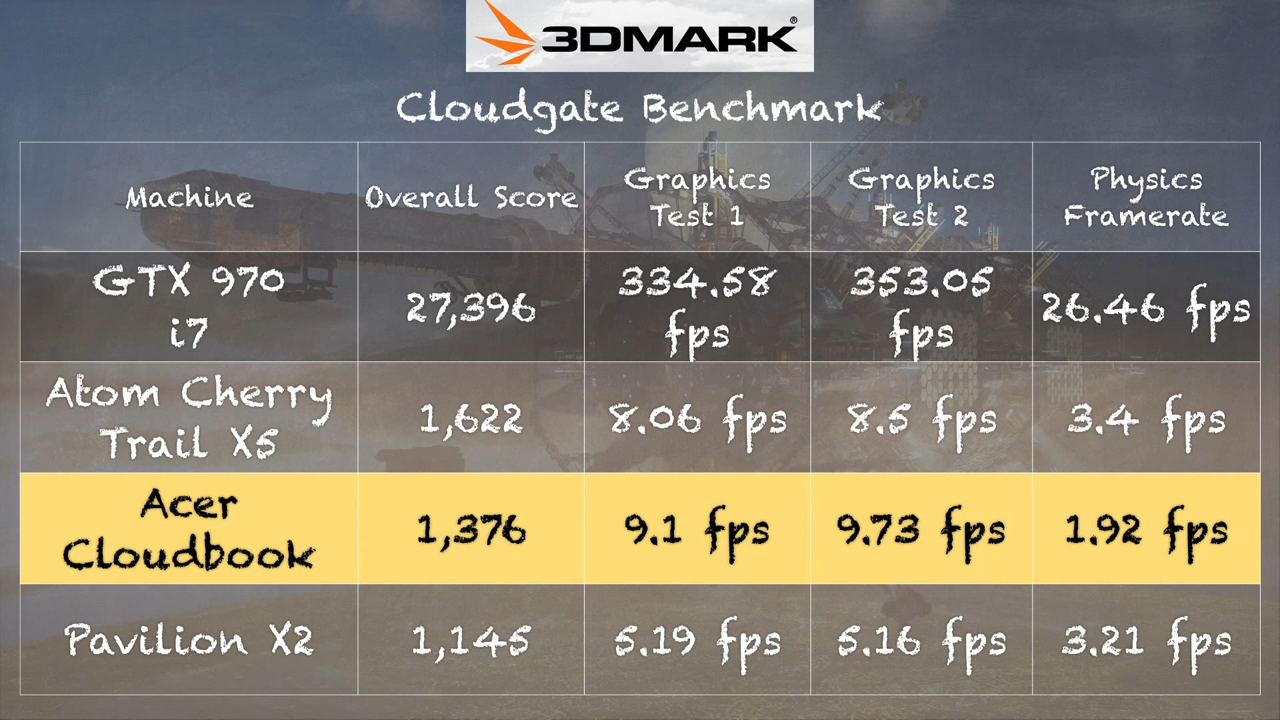 3DMARK®
Cloudgate Benchmark
Machine
Overall Score
Graphics
Test 1
Graphics
Test 2
Physics
Framerate
GTX 970
i7
27,396
334.58
fps
353.05
fps
26.46 fps
Atom Cherry
Trail X5
1,622
8.06 fps
8.5 fps
3.4 fps
Acer
Cloudbook
1,376
9.1 fps
9.73 fps
1.92 fps
Pavilion X2
1,145
5.19 fps
5.16 fps
3.21 fps